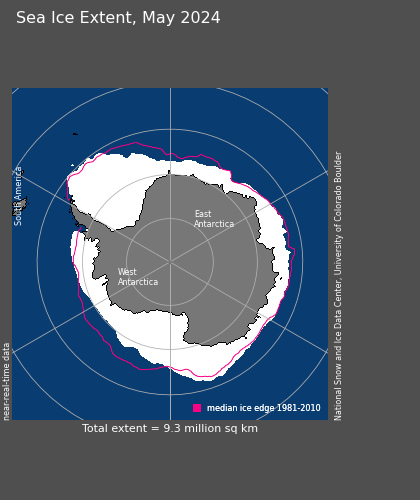 Sea Ice Extent, May 2024
South America
East
Antarctica
West
Antarctica
near-real-time data
National Snow and Ice Data Center, University of Colorado Boulder
median ice edge 1981-2010
Total extent = 9.3 million sq km